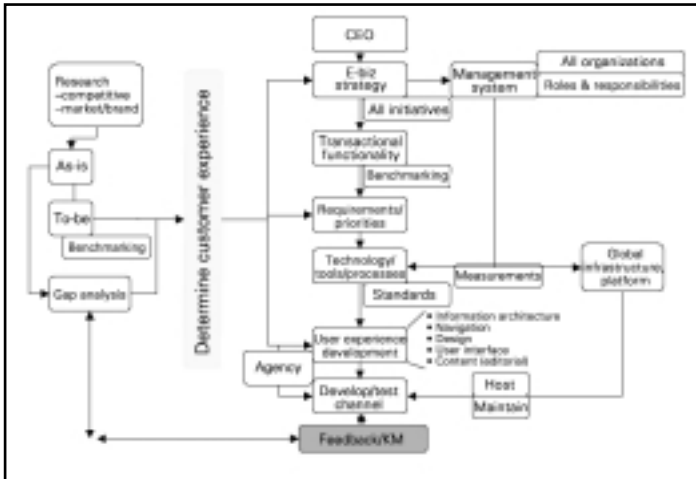 CEO
Research
–competitive
–market/brand
As-is
To-be
Benchmarking
Gap analysis
Determine customer experience
E-biz
strategy
All initiatives
Management
system
All organizations
Roles & responsibilities
Transactional
functionality
Benchmarking
Requirements/
priorities
Technology/
tools/processes
Standards
Measurements
Global
infrastructure,
platform
User experience
development
• Information architecture
• Navigation
• Design
• User interface
• Content (editorial)
Agency
Develop/test
channel
Host
Maintain
Feedback/KM